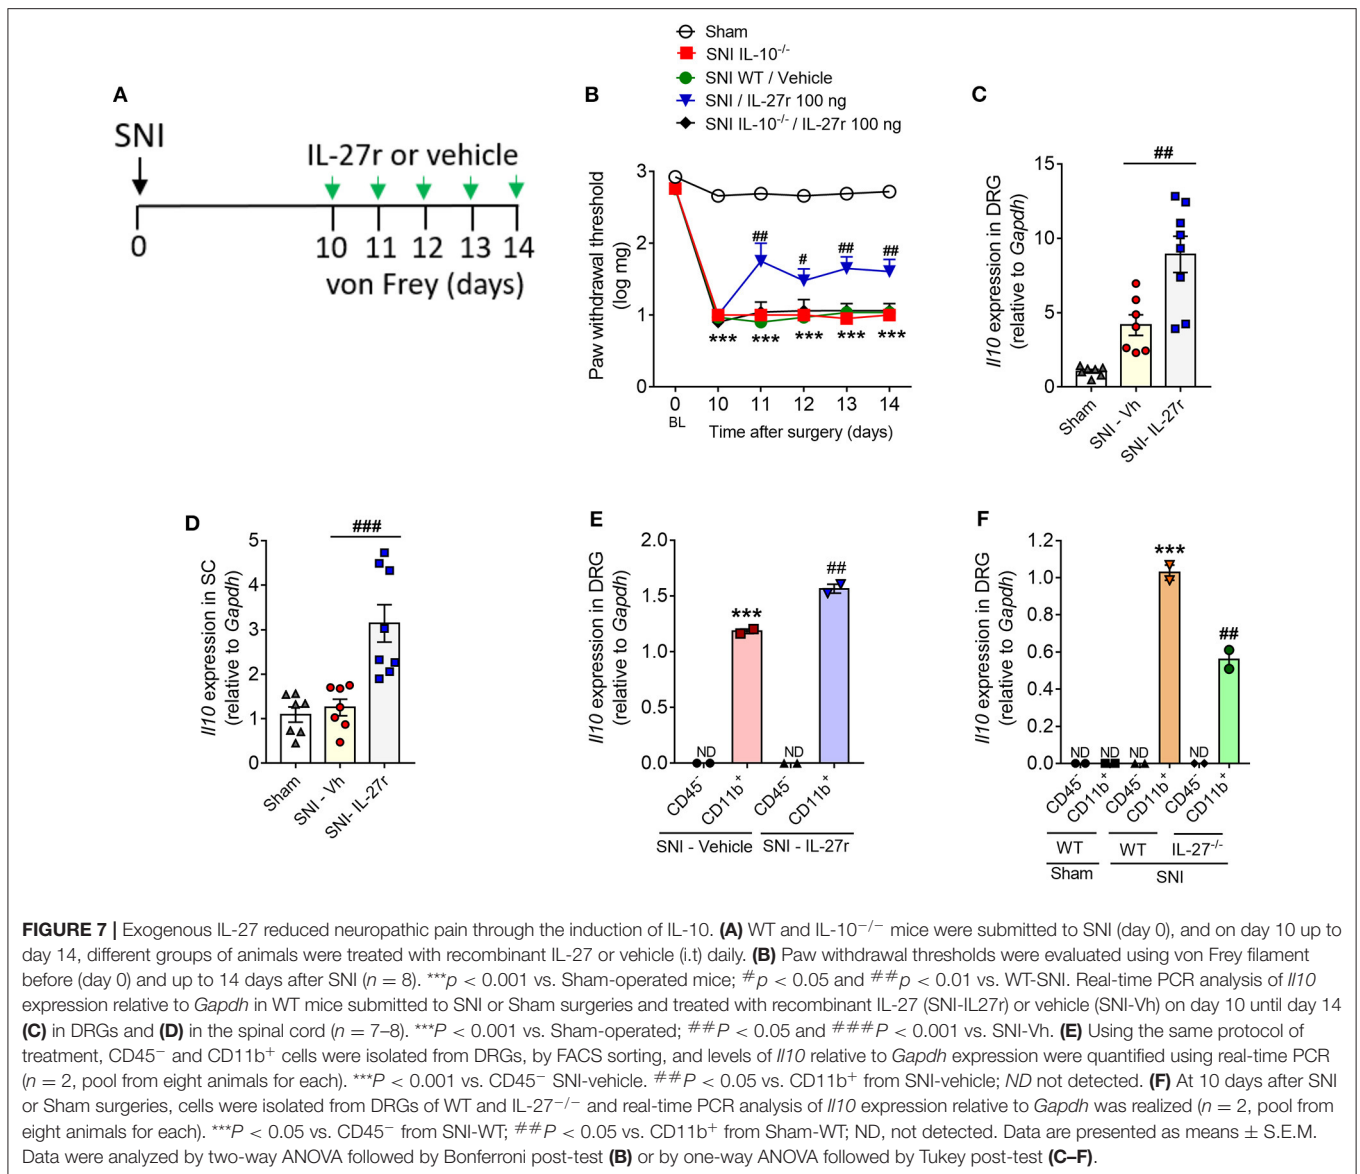 Sham
SNI IL-10-/-
SNI WT / Vehicle
SNI / IL-27r 100 ng
SNI IL-10-/- / IL-27r 100 ng
A
SNI
IL-27r or vehicle
0 10 11 12 13 14
von Frey (days)
B
Paw withdrawal threshold
(log mg)
3
2
1
0
## # ## ##
*** *** *** *** ***
0 10 11 12 13 14
BL
Time after surgery (days)
C
Il10 expression in DRG
(relative to Gapdh)
15
10
5
0
##
Sham
SNI - Vh
SNI- IL-27r
D
Il10 expression in SC
(relative to Gapdh)
5
4
3
2
1
0
###
Sham
SNI - Vh
SNI- IL-27r
E
Il10 expression in DRG
(relative to Gapdh)
2.0
1.5
1.0
0.5
0.0
ND *** ND ##
CD45-
CD11b+
CD45-
CD11b+
SNI - Vehicle SNI - IL-27r
F
Il10 expression in DRG
(relative to Gapdh)
1.2
1.0
0.8
0.6
0.4
0.2
0.0
ND ND ND *** ND ##
CD45-
CD11b+
CD45-
CD11b+
CD45-
CD11b+
WT WT IL-27-/-
Sham SNI
FIGURE 7 | Exogenous IL-27 reduced neuropathic pain through the induction of IL-10. (A) WT and IL-10−/− mice were submitted to SNI (day 0), and on day 10 up to
day 14, different groups of animals were treated with recombinant IL-27 or vehicle (i.t) daily. (B) Paw withdrawal thresholds were evaluated using von Frey filament
before (day 0) and up to 14 days after SNI (n = 8). ***p < 0.001 vs. Sham-operated mice; #p < 0.05 and ##p < 0.01 vs. WT-SNI. Real-time PCR analysis of Il10
expression relative to Gapdh in WT mice submitted to SNI or Sham surgeries and treated with recombinant IL-27 (SNI-IL27r) or vehicle (SNI-Vh) on day 10 until day 14
(C) in DRGs and (D) in the spinal cord (n = 7–8). ***P < 0.001 vs. Sham-operated; ##P < 0.05 and ###P < 0.001 vs. SNI-Vh. (E) Using the same protocol of
treatment, CD45− and CD11b+ cells were isolated from DRGs, by FACS sorting, and levels of Il10 relative to Gapdh expression were quantified using real-time PCR
(n = 2, pool from eight animals for each). ***P < 0.001 vs. CD45− SNI-vehicle. ##P < 0.05 vs. CD11b+ from SNI-vehicle; ND not detected. (F) At 10 days after SNI
or Sham surgeries, cells were isolated from DRGs of WT and IL-27−/− and real-time PCR analysis of Il10 expression relative to Gapdh was realized (n = 2, pool from
eight animals for each). ***P < 0.05 vs. CD45− from SNI-WT; ##P < 0.05 vs. CD11b+ from Sham-WT; ND, not detected. Data are presented as means ± S.E.M.
Data were analyzed by two-way ANOVA followed by Bonferroni post-test (B) or by one-way ANOVA followed by Tukey post-test (C–F).